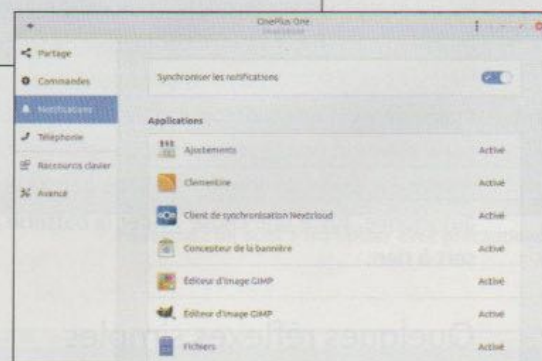 OnePlus One
Partage
Commandes
Notifications
Téléphonie
Raccourcis clavier
Avancé
Synchroniser les notifications
Applications
Ajustements Activé
Clementine Activé
Client de synchronisation Nextcloud Activé
Concepteur de la bannière Activé
Éditeur d'image GIMP Activé
Éditeur d'image GIMP Activé
Fichiers Activé